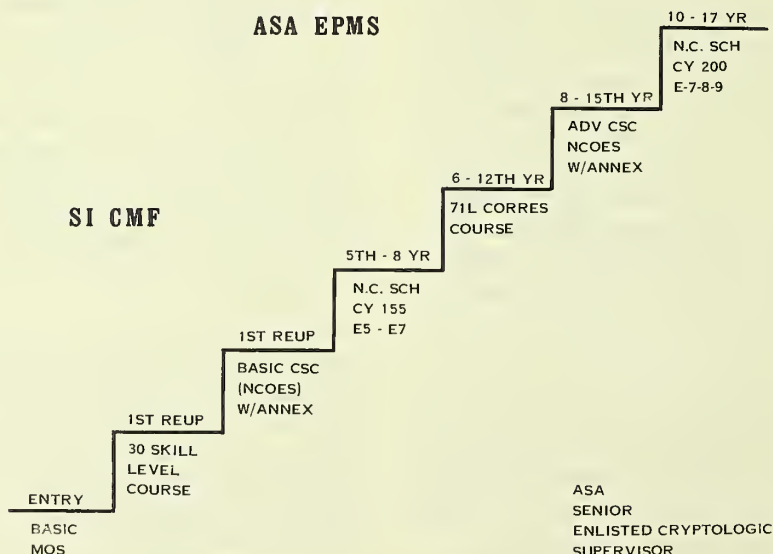 ASA EPMS
SI CMF
10 - 17 YR
N.C. SCH
CY 200
E-7-8-9
8 - 15TH YR
ADV CSC
NCOES
W/ANNEX
6 - 12TH YR
71L CORRES
COURSE
5TH - 8 YR
N.C. SCH
CY 155
E5 - E7
1ST REUP
BASIC CSC
(NCOES)
W/ANNEX
1ST REUP
30 SKILL
LEVEL
COURSE
ENTRY
BASIC
MOS
ASA
SENIOR
ENLISTED CRYPTOLOGIC
SUPERVISOR